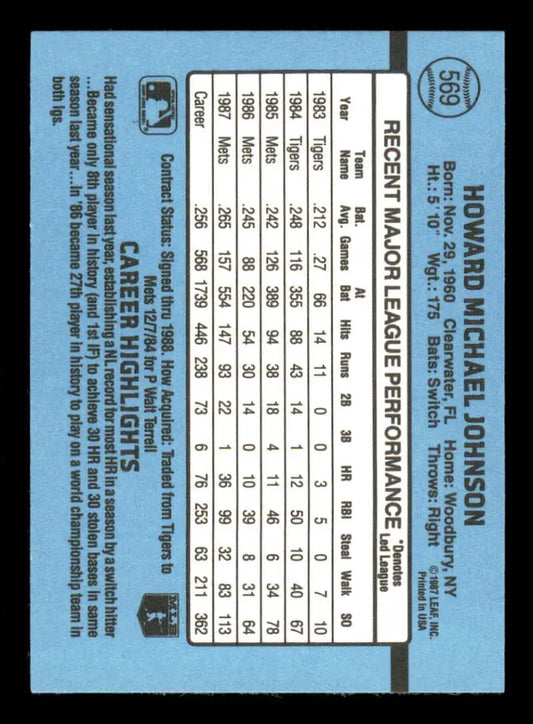 569
HOWARD MICHAEL JOHNSON
Born: Nov. 29, 1960 Clearwater, FL Home: Woodbury, NY
Ht.: 5' 10" Wgt.: 175 Bats: Switch Throws: Right
©1987 LEAF, INC.
Printed in USA
RECENT MAJOR LEAGUE PERFORMANCE *Denotes Led League
Year Team Name Bat. Avg. Games At Bat Hits Runs 2B 3B HR RBI Steal Walk SO
1983 Tigers .212 27 66 14 11 0 0 3 5 0 7 10
1984 Tigers .248 116 355 88 43 14 1 12 50 10 40 67
1985 Mets .242 126 389 94 38 18 4 11 46 6 34 78
1986 Mets .245 88 220 54 30 14 0 10 39 8 31 64
1987 Mets .265 157 554 147 93 22 1 36 99 32 83 113
Career .256 568 1739 446 238 73 6 76 253 63 211 362
Contract Status: Signed thru 1988. How Acquired: Traded from Tigers to
Mets 12/7/84 for P Walt Terrell
CAREER HIGHLIGHTS
Had sensational season last year, establishing a NL record for most HR in a season by a switch hitter
...Became only 8th player in history (and 1st IF) to achieve 30 HR and 30 stolen bases in same
season last year...In '86 became 27th player in history to play on a world championship team in
both lgs.